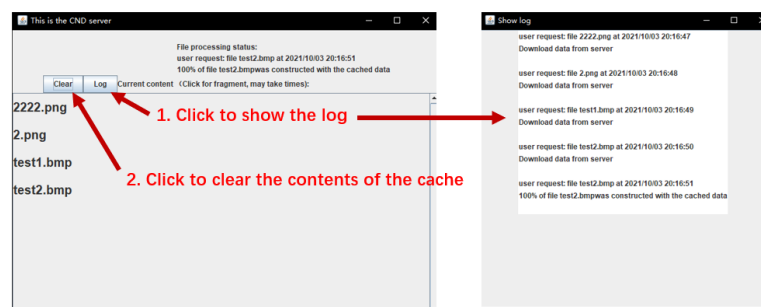 This is the CND server
File processing status:
user request: file test2.bmp at 2021/10/03 20:16:51
100% of file test2.bmpwas constructed with the cached data
Clear Log Current content (Click for fragment, may take times):
2222.png
2.png
test1.bmp
test2.bmp
1. Click to show the log
2. Click to clear the contents of the cache
Show log
user request: file 2222.png at 2021/10/03 20:16:47
Download data from server
user request: file 2.png at 2021/10/03 20:16:48
Download data from server
user request: file test1.bmp at 2021/10/03 20:16:49
Download data from server
user request: file test2.bmp at 2021/10/03 20:16:50
Download data from server
user request: file test2.bmp at 2021/10/03 20:16:51
100% of file test2.bmpwas constructed with the cached data